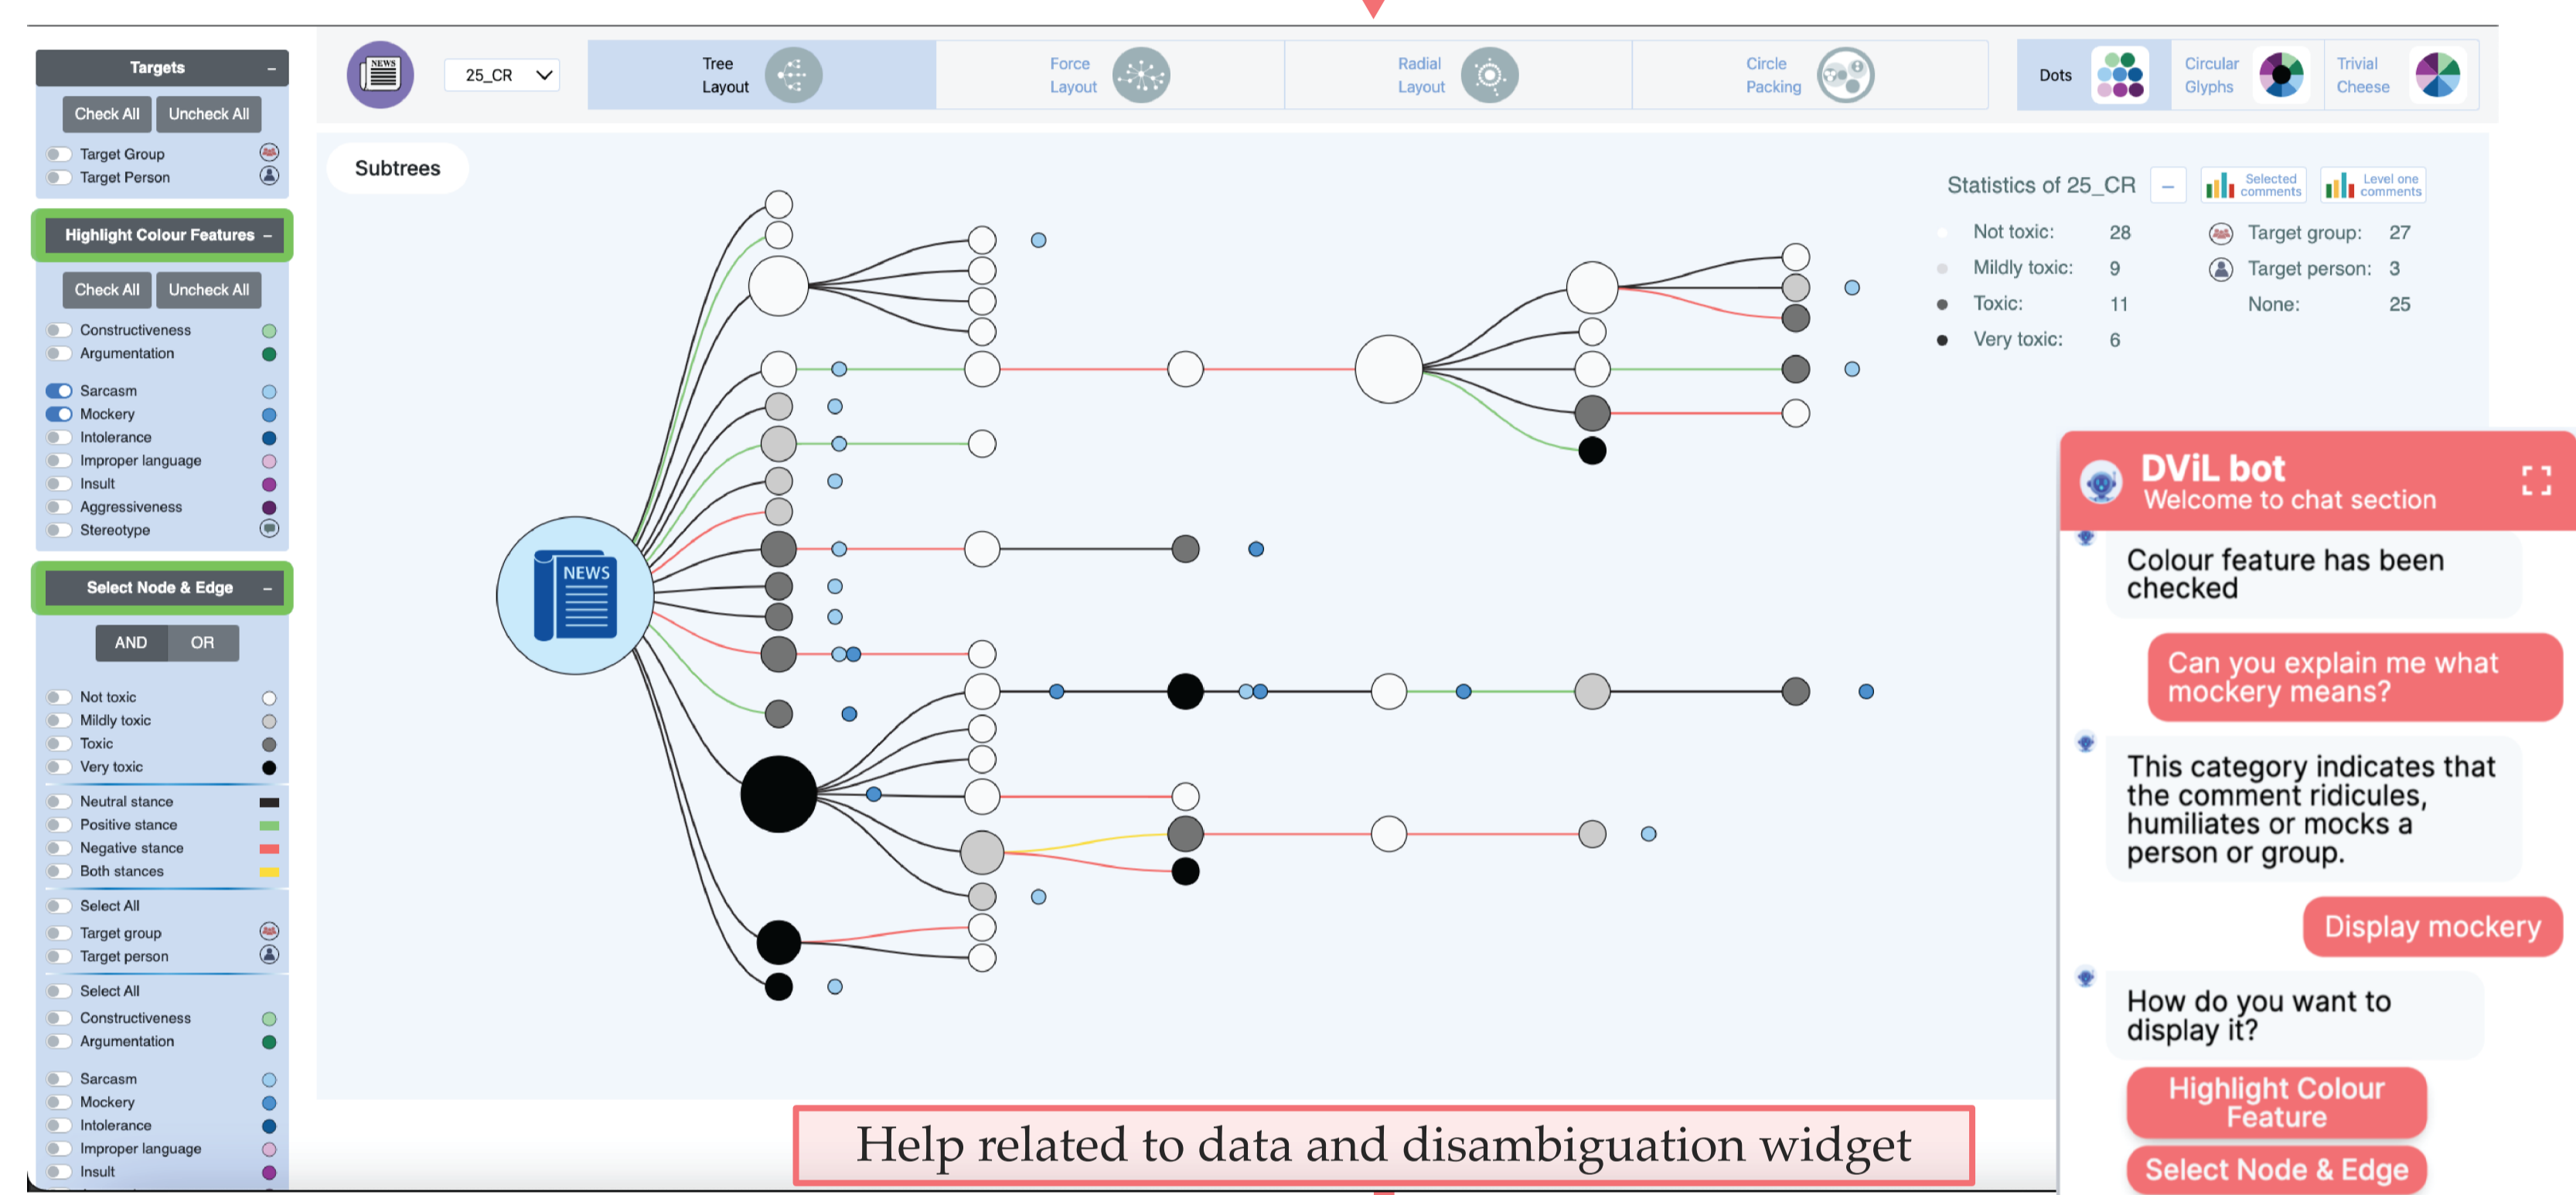 Targets –
Check All Uncheck All
Target Group
Target Person
Highlight Colour Features –
Check All Uncheck All
Constructiveness
Argumentation
Sarcasm
Mockery
Intolerance
Improper language
Insult
Aggressiveness
Stereotype
Select Node & Edge –
AND OR
Not toxic
Mildly toxic
Toxic
Very toxic
Neutral stance
Positive stance
Negative stance
Both stances
Select All
Target group
Target person
Select All
Constructiveness
Argumentation
Sarcasm
Mockery
Intolerance
Improper language
Insult
NEWS
25_CR
Tree
Layout
Force
Layout
Radial
Layout
Circle
Packing
Dots
Circular
Glyphs
Trivial
Cheese
Subtrees
NEWS
Statistics of 25_CR –
Selected
comments
Level one
comments
Not toxic: 28
Mildly toxic: 9
Toxic: 11
Very toxic: 6
Target group: 27
Target person: 3
None: 25
DViL bot
Welcome to chat section
Colour feature has been
checked
Can you explain me what
mockery means?
This category indicates that
the comment ridicules,
humiliates or mocks a
person or group.
Display mockery
How do you want to
display it?
Highlight Colour
Feature
Select Node & Edge
Help related to data and disambiguation widget